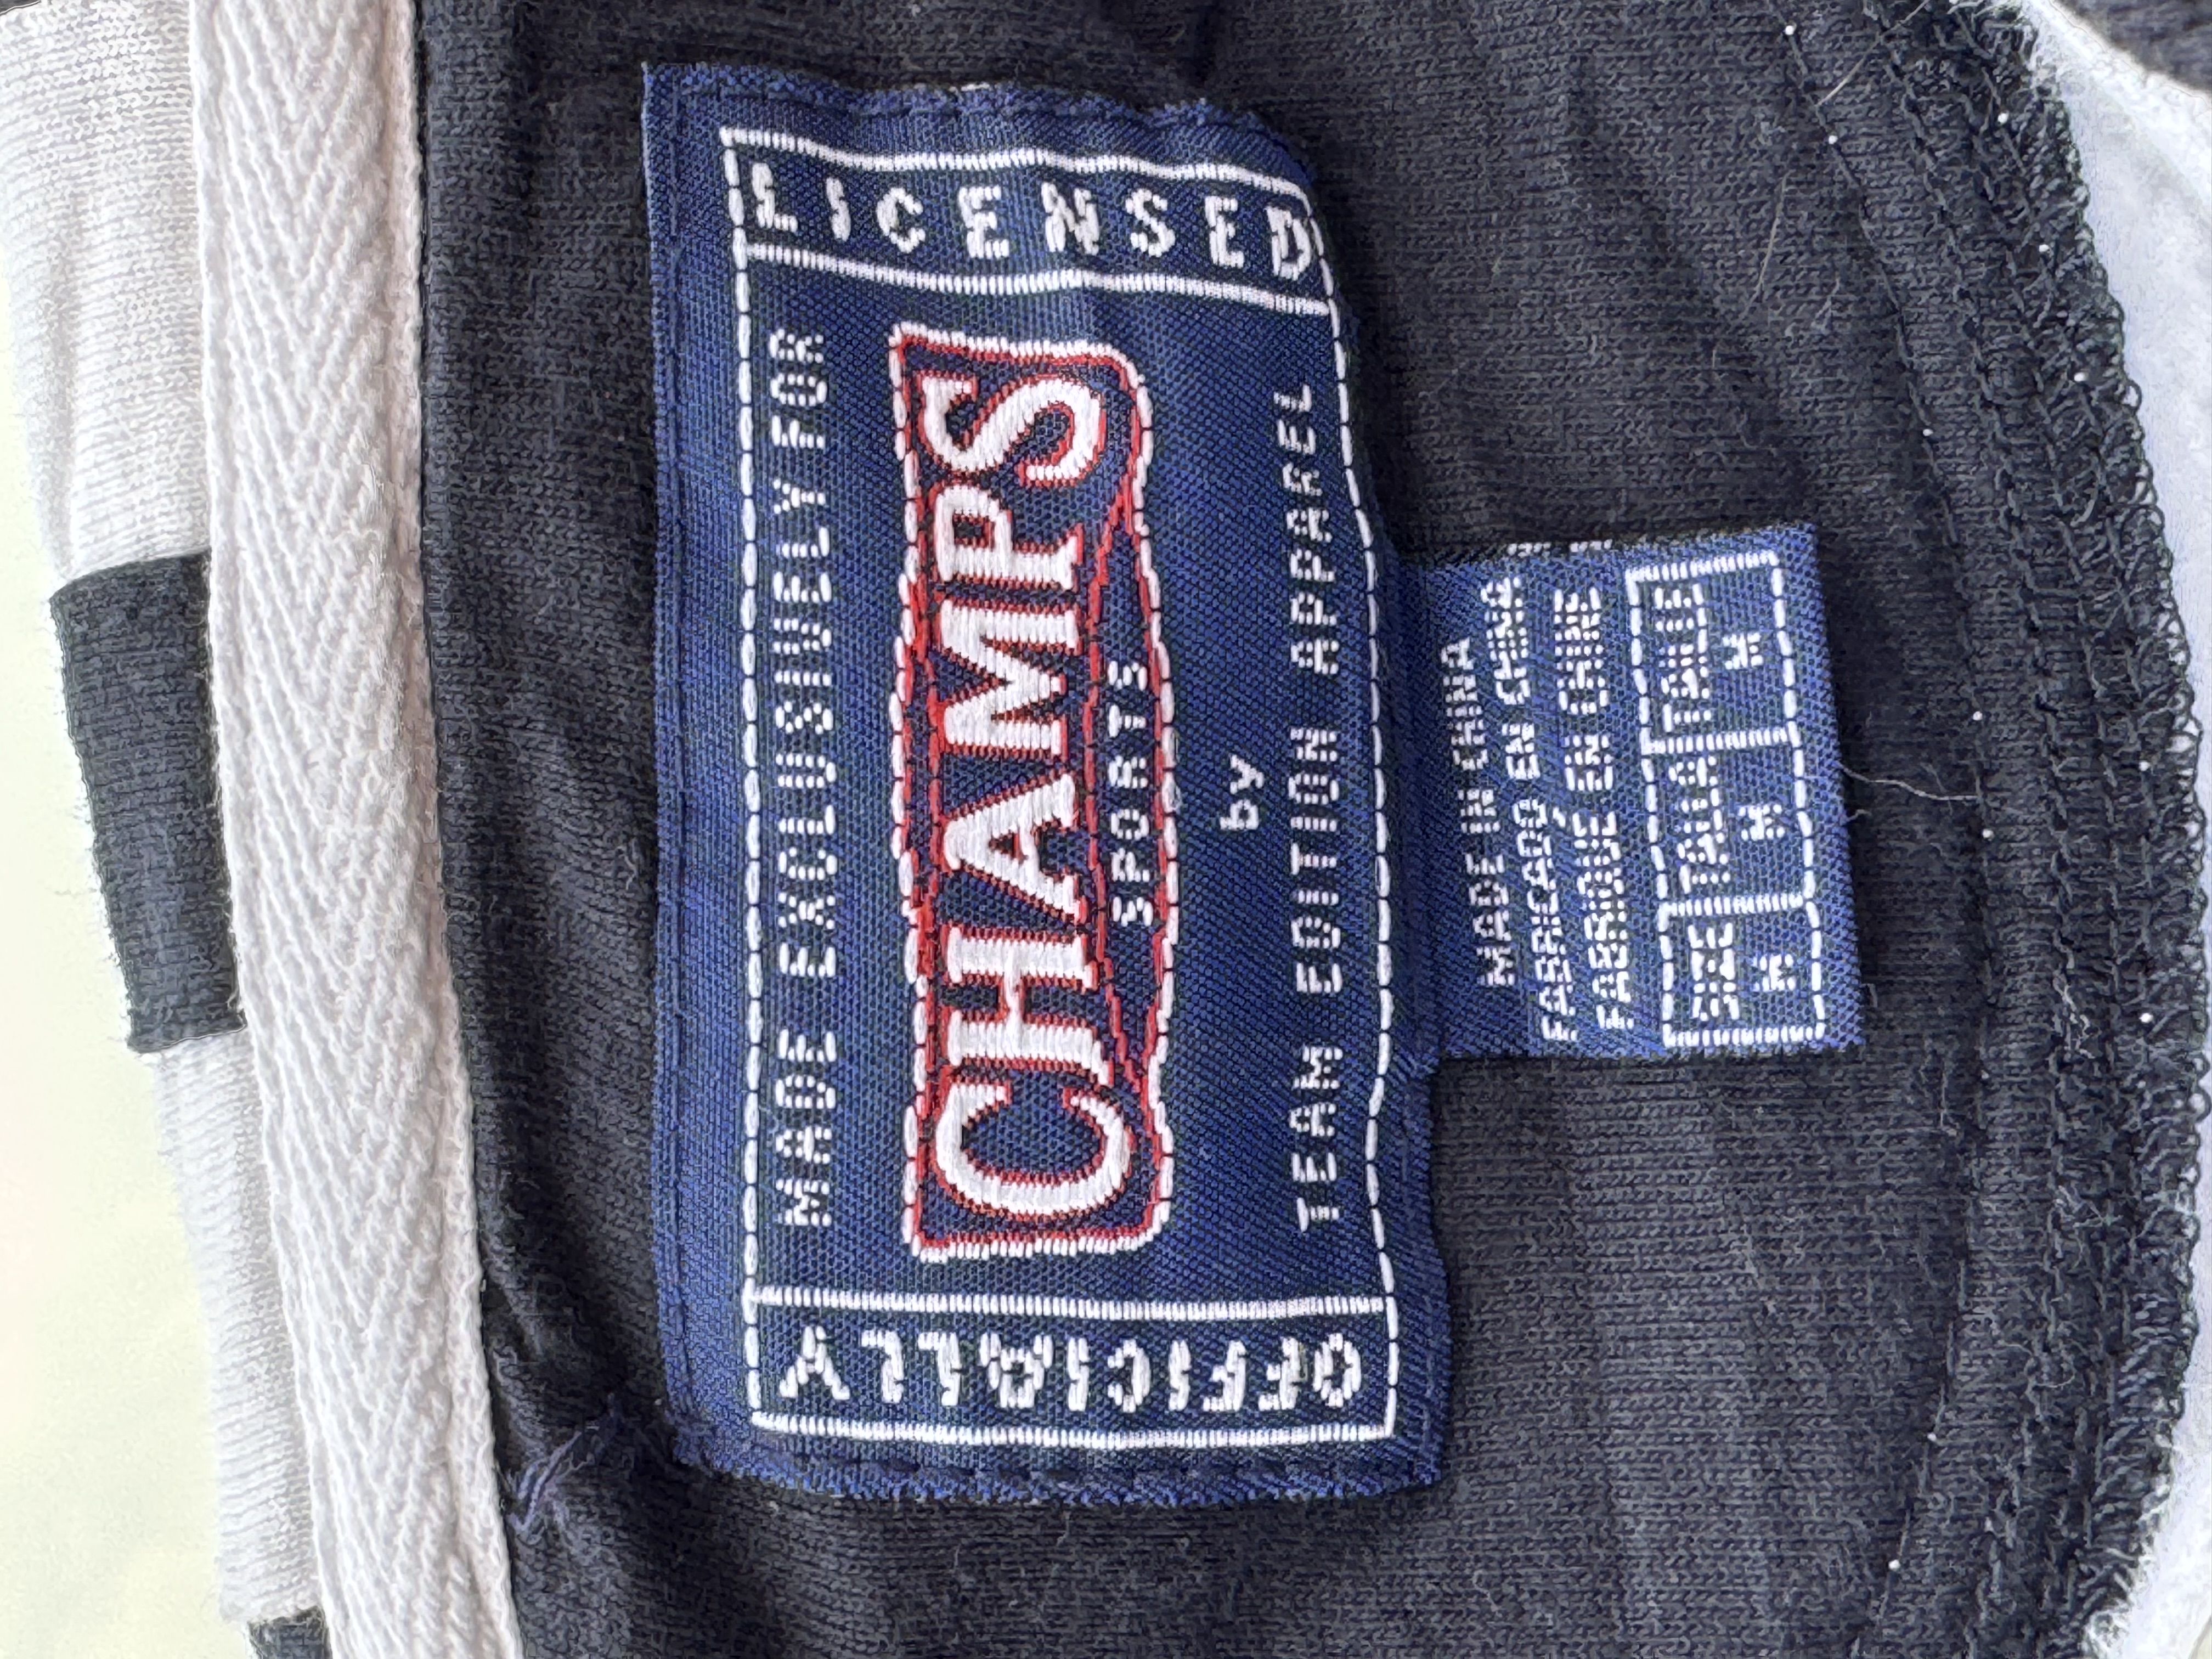 OFFICIALLY
MADE EXCLUSIVELY FOR
CHAMPS
SPORTS
by
TEAM EDITION APPAREL
LICENSED
MADE IN CHINA
FABRICADO EN CHINA
FABRIQUE EN CHINE
SIZE TALLA TAILLE
M M M